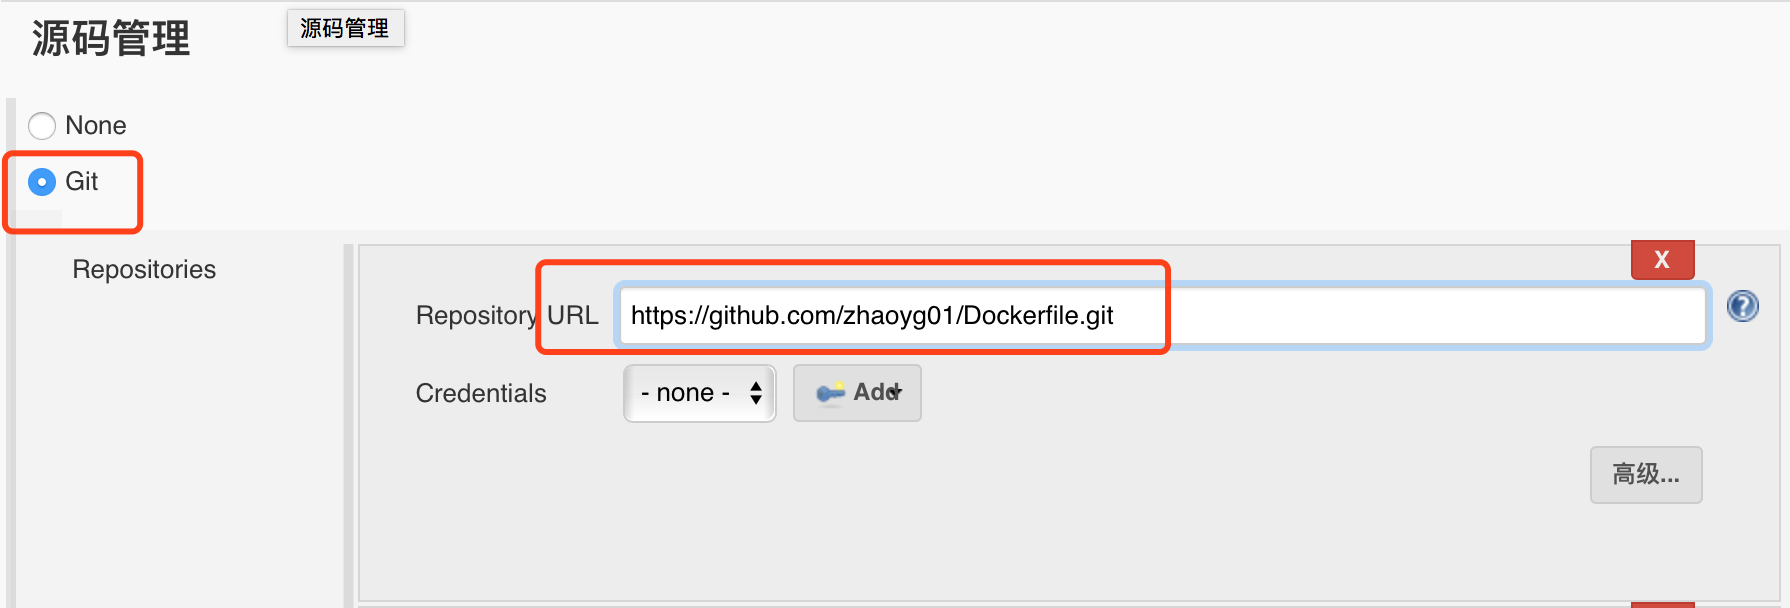 源码管理
源码管理
None
Git
Repositories
X
Repository URL
https://github.com/zhaoyg01/Dockerfile.git
?
Credentials
- none -
Add
高级...